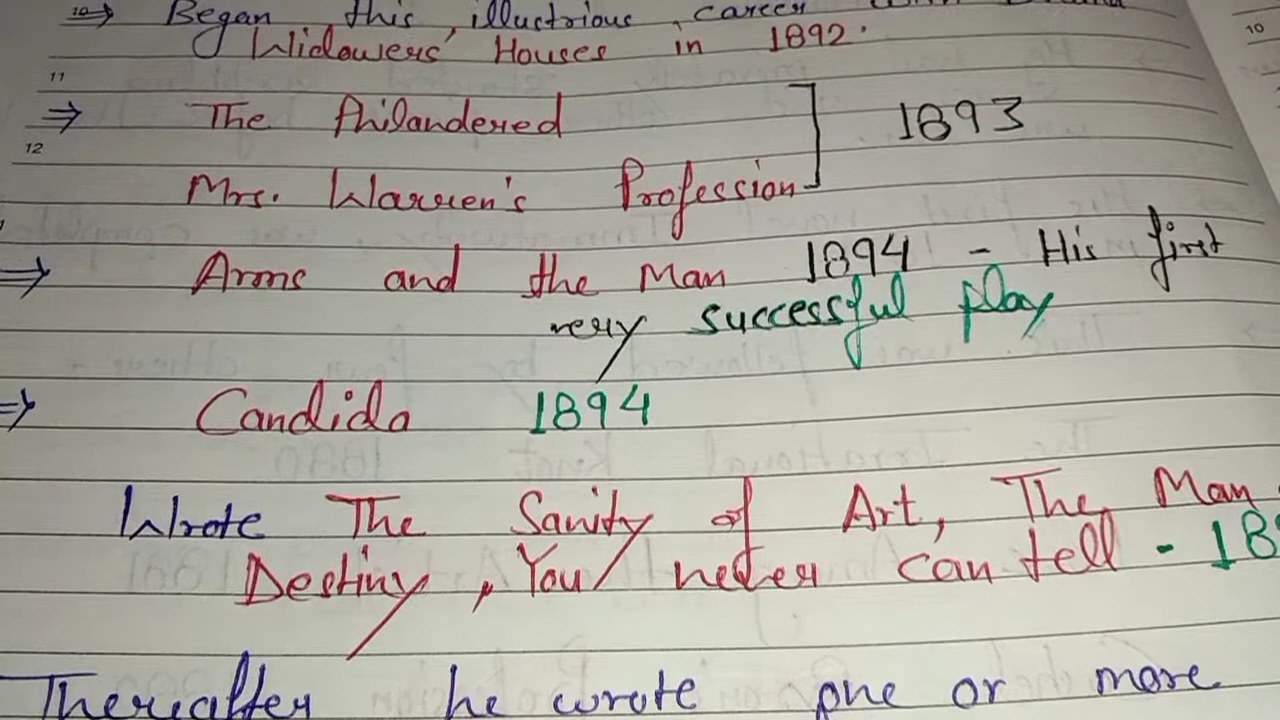 10 ⇒ Began this illustrious career
Widowers' Houses in 1892.
11
⇒ The Philandered ] 1893
12
Mrs. Warren's Profession
⇒ Arms and the Man 1894 - His first
very successful play
⇒ Candida 1894
Wrote The Sanity of Art, The Man
Destiny, You never can tell - 18
Thereafter he wrote one or more
10